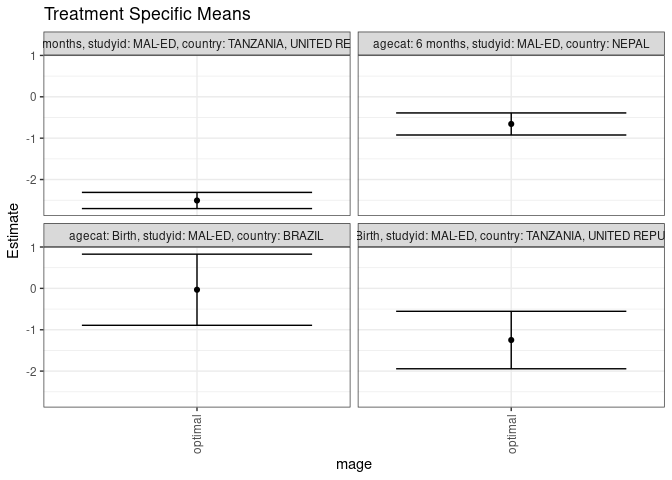 Treatment Specific Means
months, studyid: MAL-ED, country: TANZANIA, UNITED RE
agecat: 6 months, studyid: MAL-ED, country: NEPAL
1
0
-1
-2
agecat: Birth, studyid: MAL-ED, country: BRAZIL
Birth, studyid: MAL-ED, country: TANZANIA, UNITED REPU
1
0
-1
-2
Estimate
optimal
optimal
mage